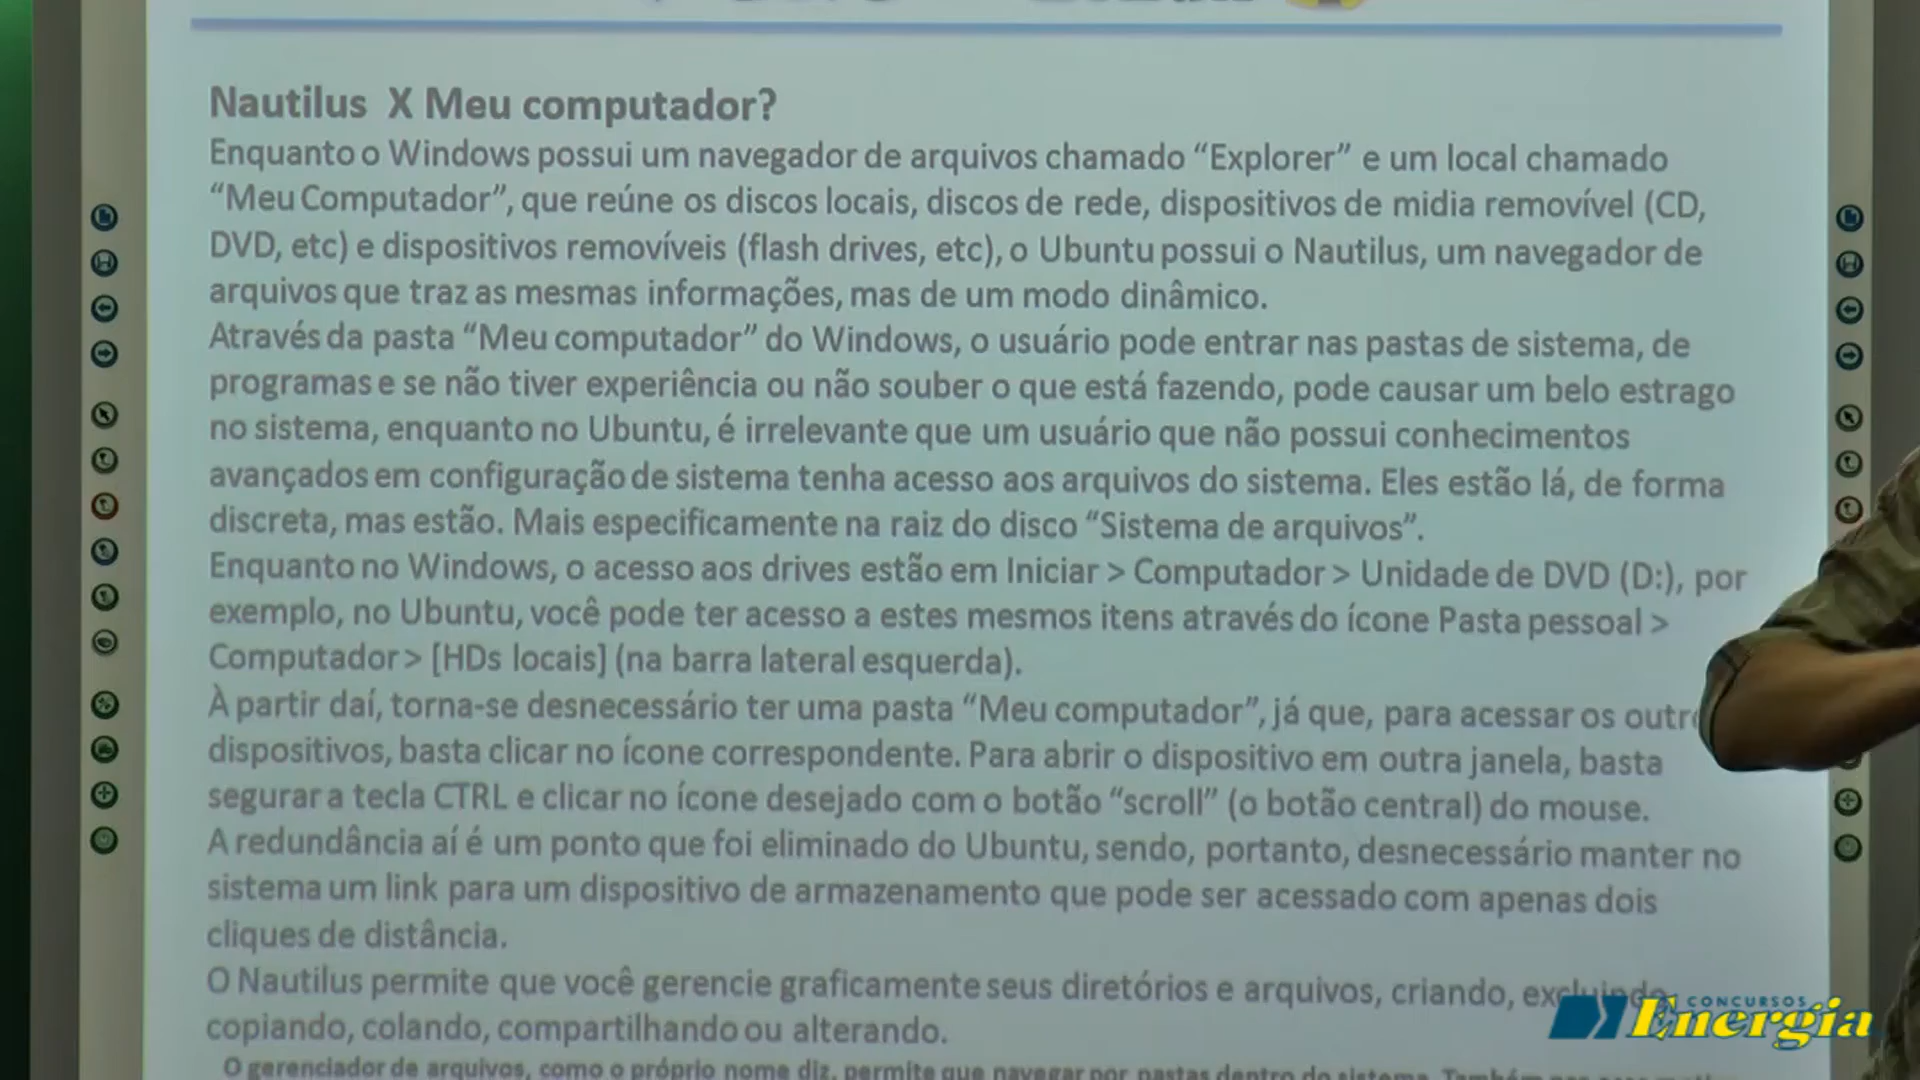 Nautilus X Meu computador?
Enquanto o Windows possui um navegador de arquivos chamado “Explorer” e um local chamado
“Meu Computador”, que reúne os discos locais, discos de rede, dispositivos de midia removível (CD,
DVD, etc) e dispositivos removíveis (flash drives, etc), o Ubuntu possui o Nautilus, um navegador de
arquivos que traz as mesmas informações, mas de um modo dinâmico.
Através da pasta “Meu computador” do Windows, o usuário pode entrar nas pastas de sistema, de
programas e se não tiver experiência ou não souber o que está fazendo, pode causar um belo estrago
no sistema, enquanto no Ubuntu, é irrelevante que um usuário que não possui conhecimentos
avançados em configuração de sistema tenha acesso aos arquivos do sistema. Eles estão lá, de forma
discreta, mas estão. Mais especificamente na raiz do disco “Sistema de arquivos”.
Enquanto no Windows, o acesso aos drives estão em Iniciar > Computador > Unidade de DVD (D:), por
exemplo, no Ubuntu, você pode ter acesso a estes mesmos itens através do ícone Pasta pessoal >
Computador > [HDs locais] (na barra lateral esquerda).
À partir daí, torna-se desnecessário ter uma pasta “Meu computador”, já que, para acessar os outr
dispositivos, basta clicar no ícone correspondente. Para abrir o dispositivo em outra janela, basta
segurar a tecla CTRL e clicar no ícone desejado com o botão “scroll” (o botão central) do mouse.
A redundância aí é um ponto que foi eliminado do Ubuntu, sendo, portanto, desnecessário manter no
sistema um link para um dispositivo de armazenamento que pode ser acessado com apenas dois
cliques de distância.
O Nautilus permite que você gerencie graficamente seus diretórios e arquivos, criando, excluindo,
copiando, colando, compartilhando ou alterando.
O gerenciador de arquivos, como o próprio nome diz, permite que navegar por pastas dentro do sistema. Também
CONCURSOS
Energia